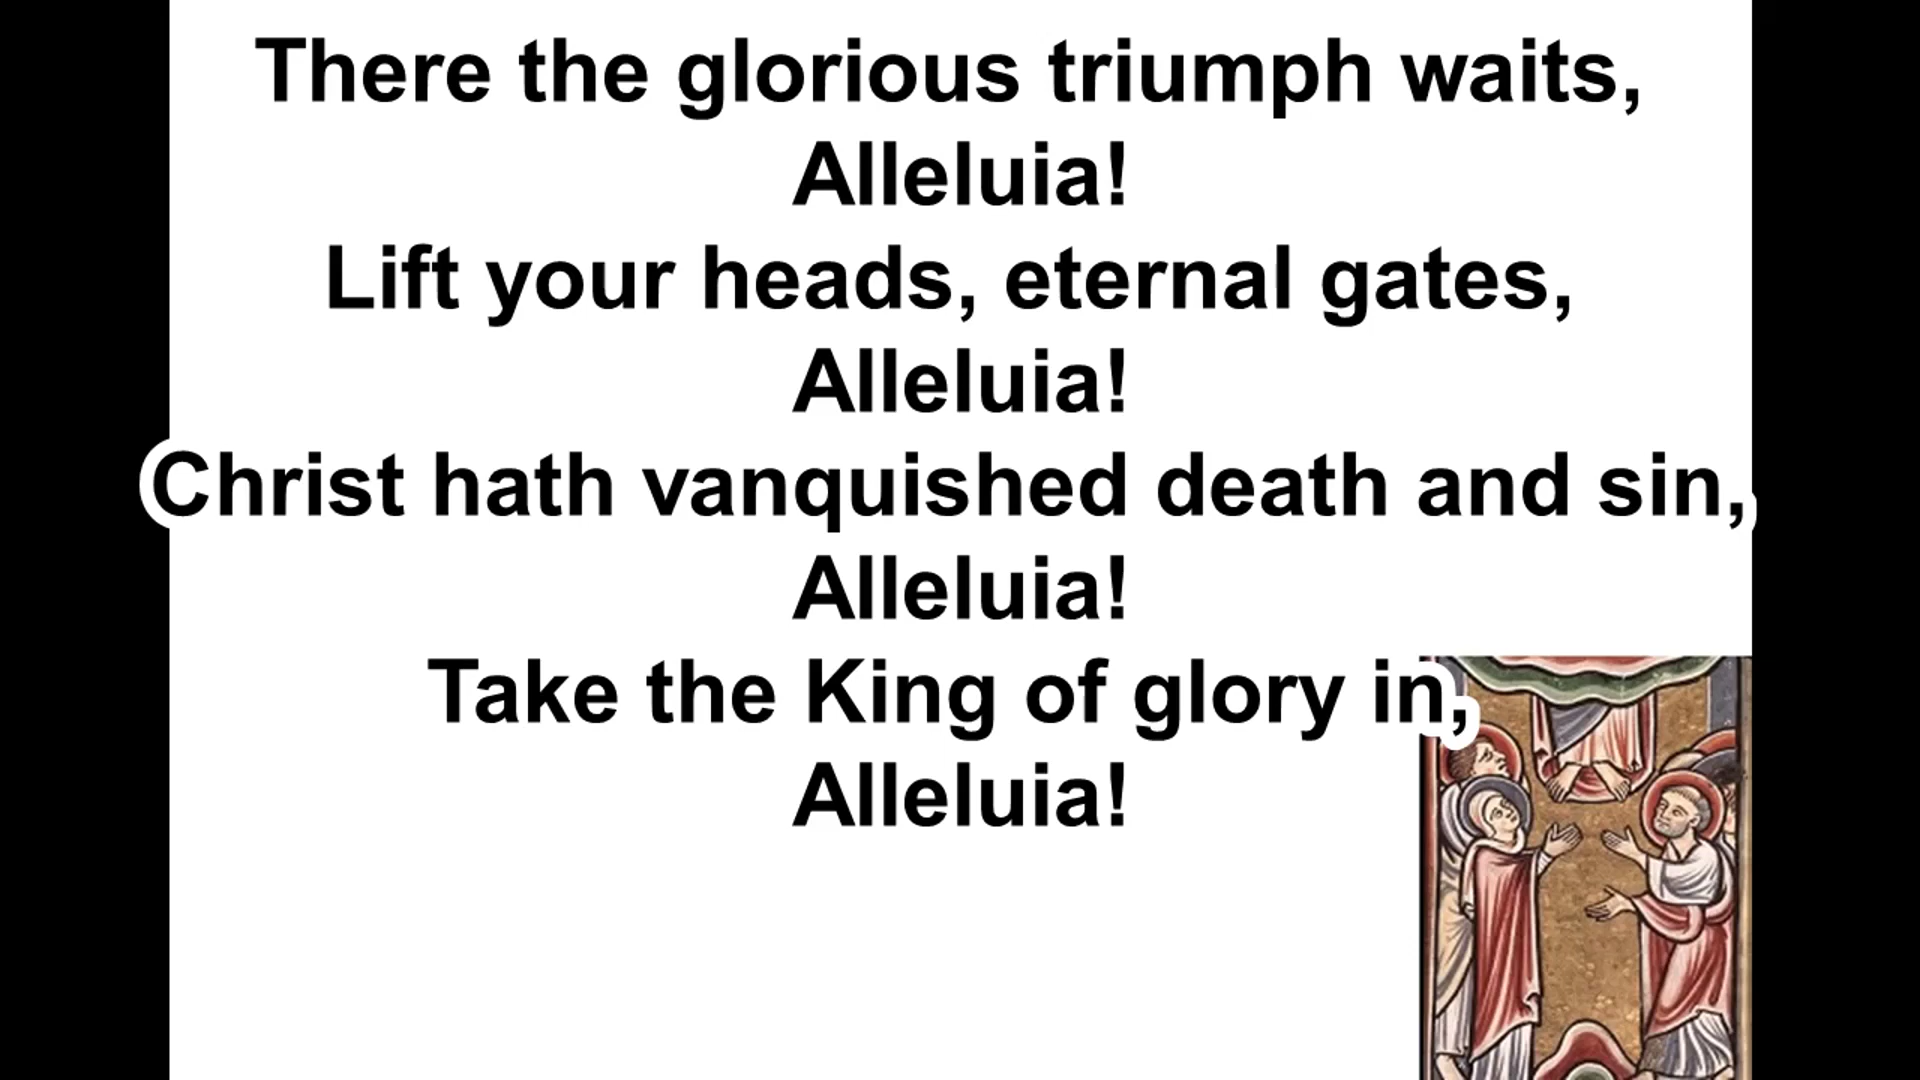 There the glorious triumph waits,
Alleluia!
Lift your heads, eternal gates,
Alleluia!
Christ hath vanquished death and sin,
Alleluia!
Take the King of glory in,
Alleluia!